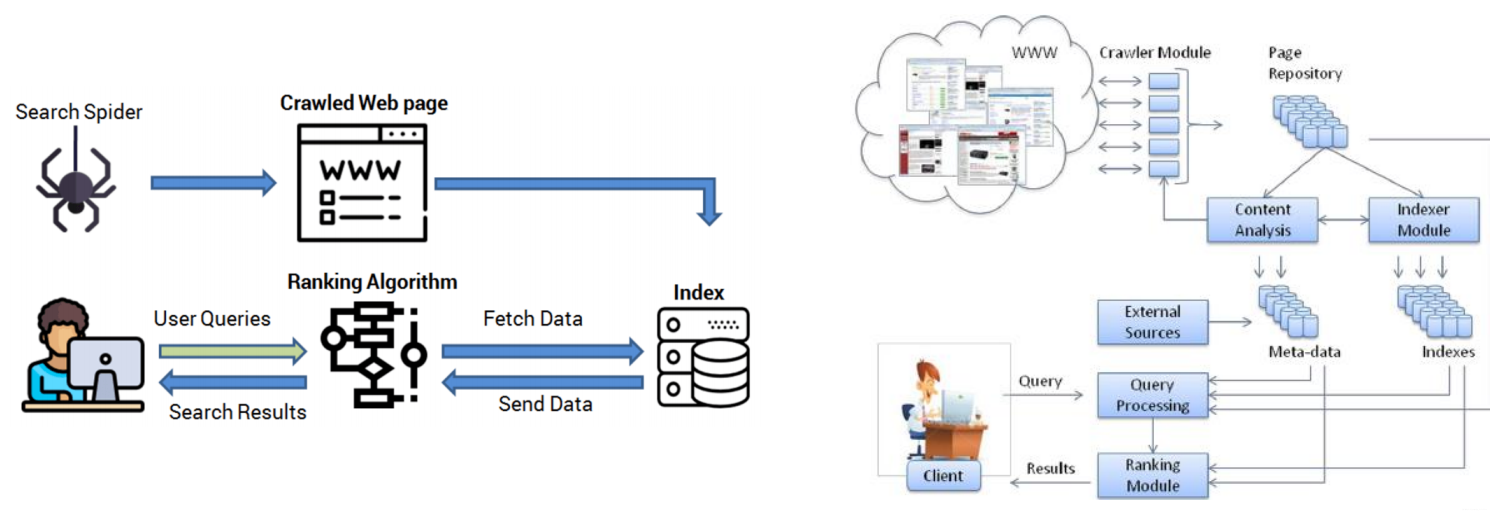 Search Spider
Crawled Web page
WWW
Ranking Algorithm
Index
User Queries
Fetch Data
Search Results
Send Data
WWW
Crawler Module
Page
Repository
Content
Analysis
Indexer
Module
External
Sources
Meta-data
Indexes
Query
Query
Processing
Client
Results
Ranking
Module